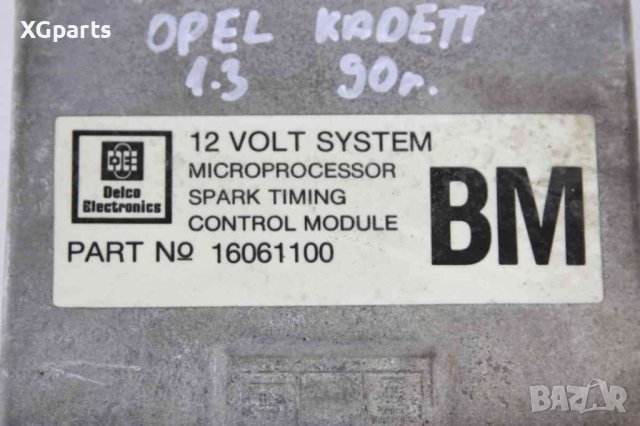 XGparts
OPEL KADETT
1.3 90г.
Delco
Electronics
12 VOLT SYSTEM
MICROPROCESSOR
SPARK TIMING
CONTROL MODULE
PART Nº 16061100
BM
BAZAR